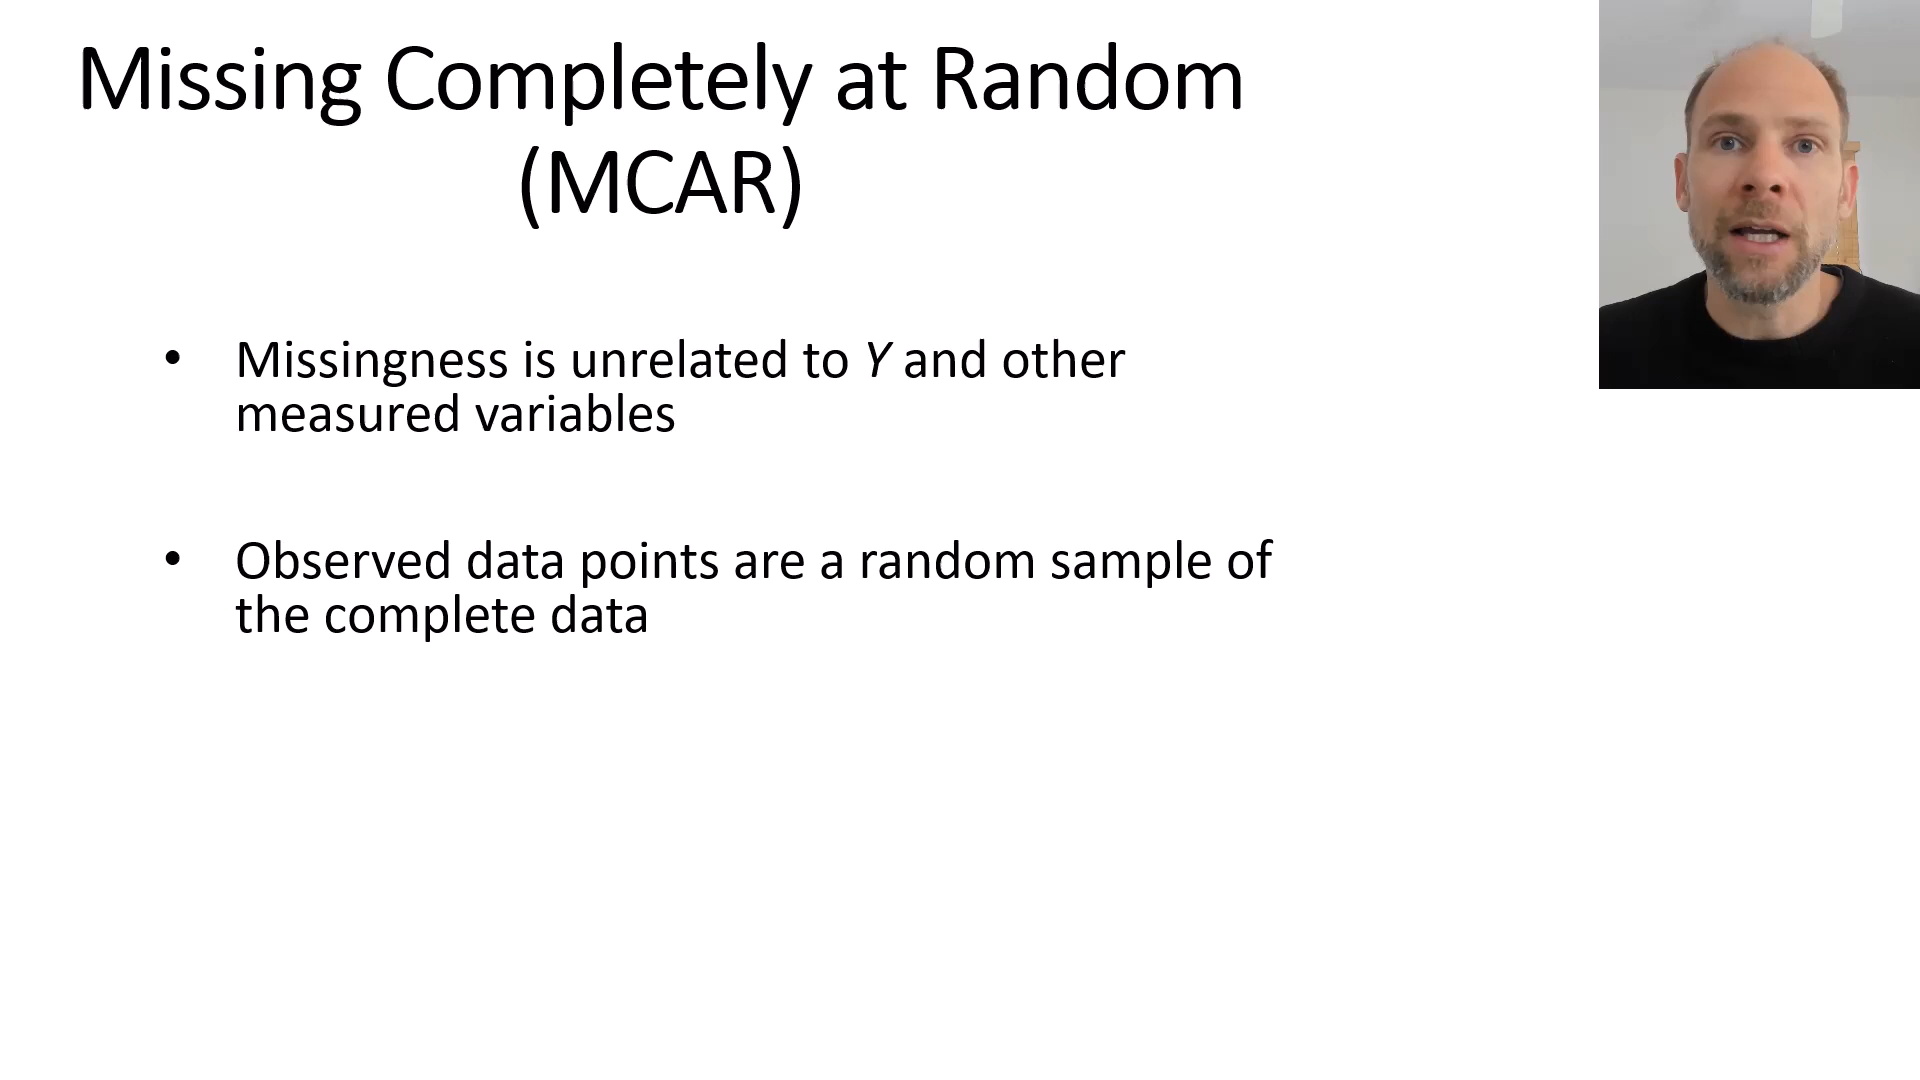 Missing Completely at Random
(MCAR)
• Missingness is unrelated to Y and other
measured variables
• Observed data points are a random sample of
the complete data